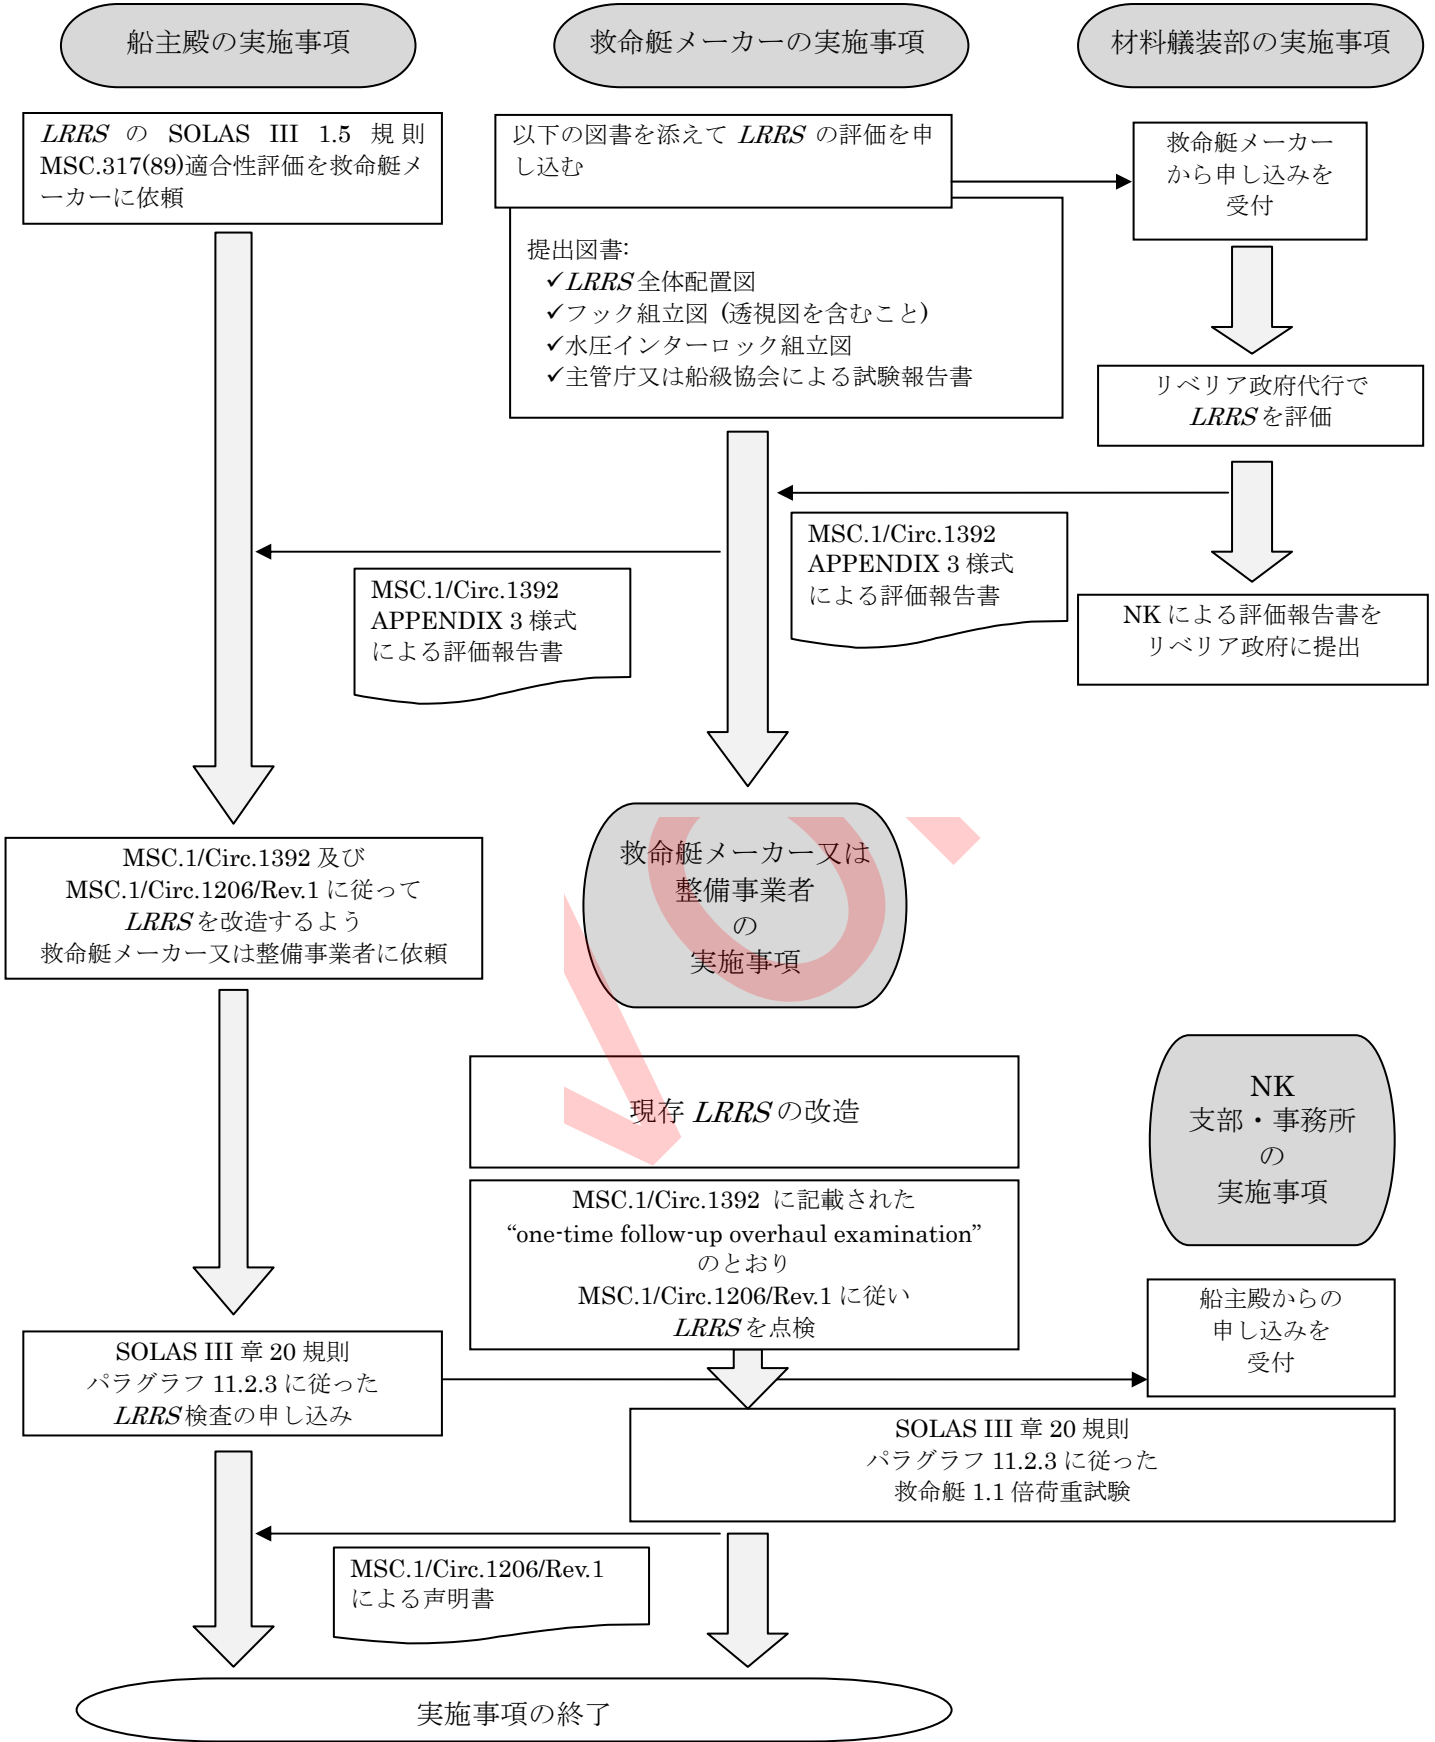 船主殿の実施事項
救命艇メーカーの実施事項
材料艤装部の実施事項
LRRS の SOLAS III 1.5 規則
MSC.317(89)適合性評価を救命艇メ
ーカーに依頼
以下の図書を添えて LRRS の評価を申
し込む
救命艇メーカー
から申し込みを
受付
提出図書:
✓LRRS 全体配置図
✓フック組立図 (透視図を含むこと)
✓水圧インターロック組立図
✓主管庁又は船級協会による試験報告書
リベリア政府代行で
LRRS を評価
MSC.1/Circ.1392
APPENDIX 3 様式
による評価報告書
MSC.1/Circ.1392
APPENDIX 3 様式
による評価報告書
NK による評価報告書を
リベリア政府に提出
MSC.1/Circ.1392 及び
MSC.1/Circ.1206/Rev.1 に従って
LRRS を改造するよう
救命艇メーカー又は整備事業者に依頼
救命艇メーカー又は
整備事業者
の
実施事項
現存 LRRS の改造
NK
支部・事務所
の
実施事項
MSC.1/Circ.1392 に記載された
“one-time follow-up overhaul examination”
のとおり
MSC.1/Circ.1206/Rev.1 に従い
LRRS を点検
船主殿からの
申し込みを
受付
SOLAS III 章 20 規則
パラグラフ 11.2.3 に従った
LRRS 検査の申し込み
SOLAS III 章 20 規則
パラグラフ 11.2.3 に従った
救命艇 1.1 倍荷重試験
MSC.1/Circ.1206/Rev.1
による声明書
実施事項の終了